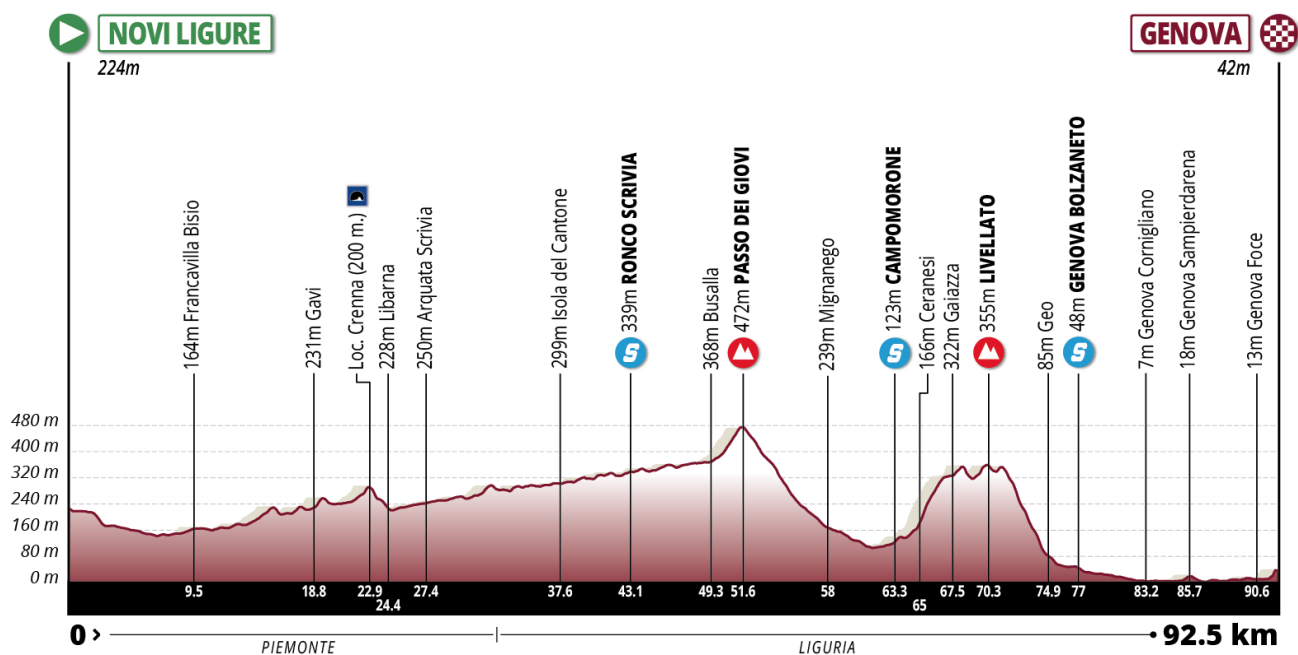 NOVI LIGURE
224m
GENOVA
42m
164m Francavilla Bisio
231m Gavi
Loc. Crenna (200 m.)
228m Libarna
250m Arquata Scrivia
299m Isola del Cantone
S
339m RONCO SCRIVIA
368m Busalla
472m PASSO DEI GIOVI
239m Mignanego
S
123m CAMPOMORONE
166m Ceranesi
322m Gaiazza
355m LIVELLATO
85m Geo
S
48m GENOVA BOLZANETO
7m Genova Cornigliano
18m Genova Sampierdarena
13m Genova Foce
480 m
400 m
320 m
240 m
160 m
80 m
0 m
9.5
18.8
22.9
24.4
27.4
37.6
43.1
49.3
51.6
58
63.3
65
67.5
70.3
74.9
77
83.2
85.7
90.6
0
PIEMONTE
LIGURIA
92.5 km